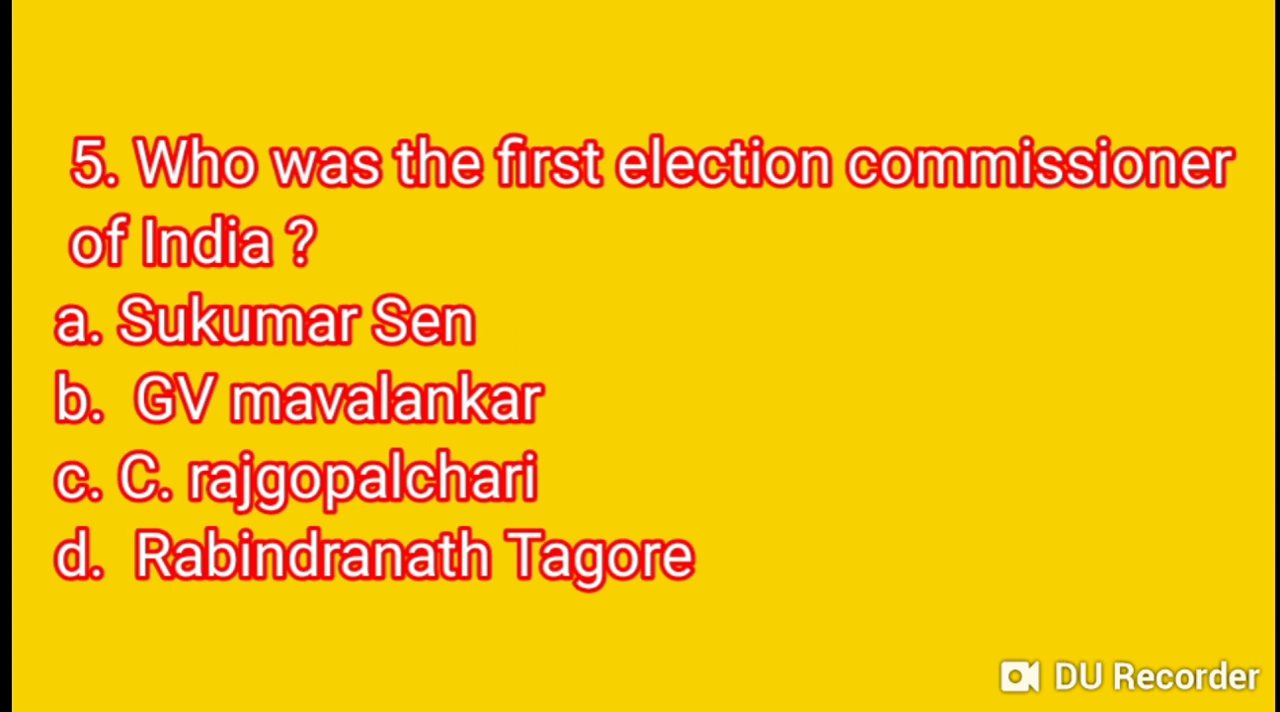 5. Who was the first election commissioner
of India ?
a. Sukumar Sen
b. GV mavalankar
c. C. rajgopalchari
d. Rabindranath Tagore
DU Recorder